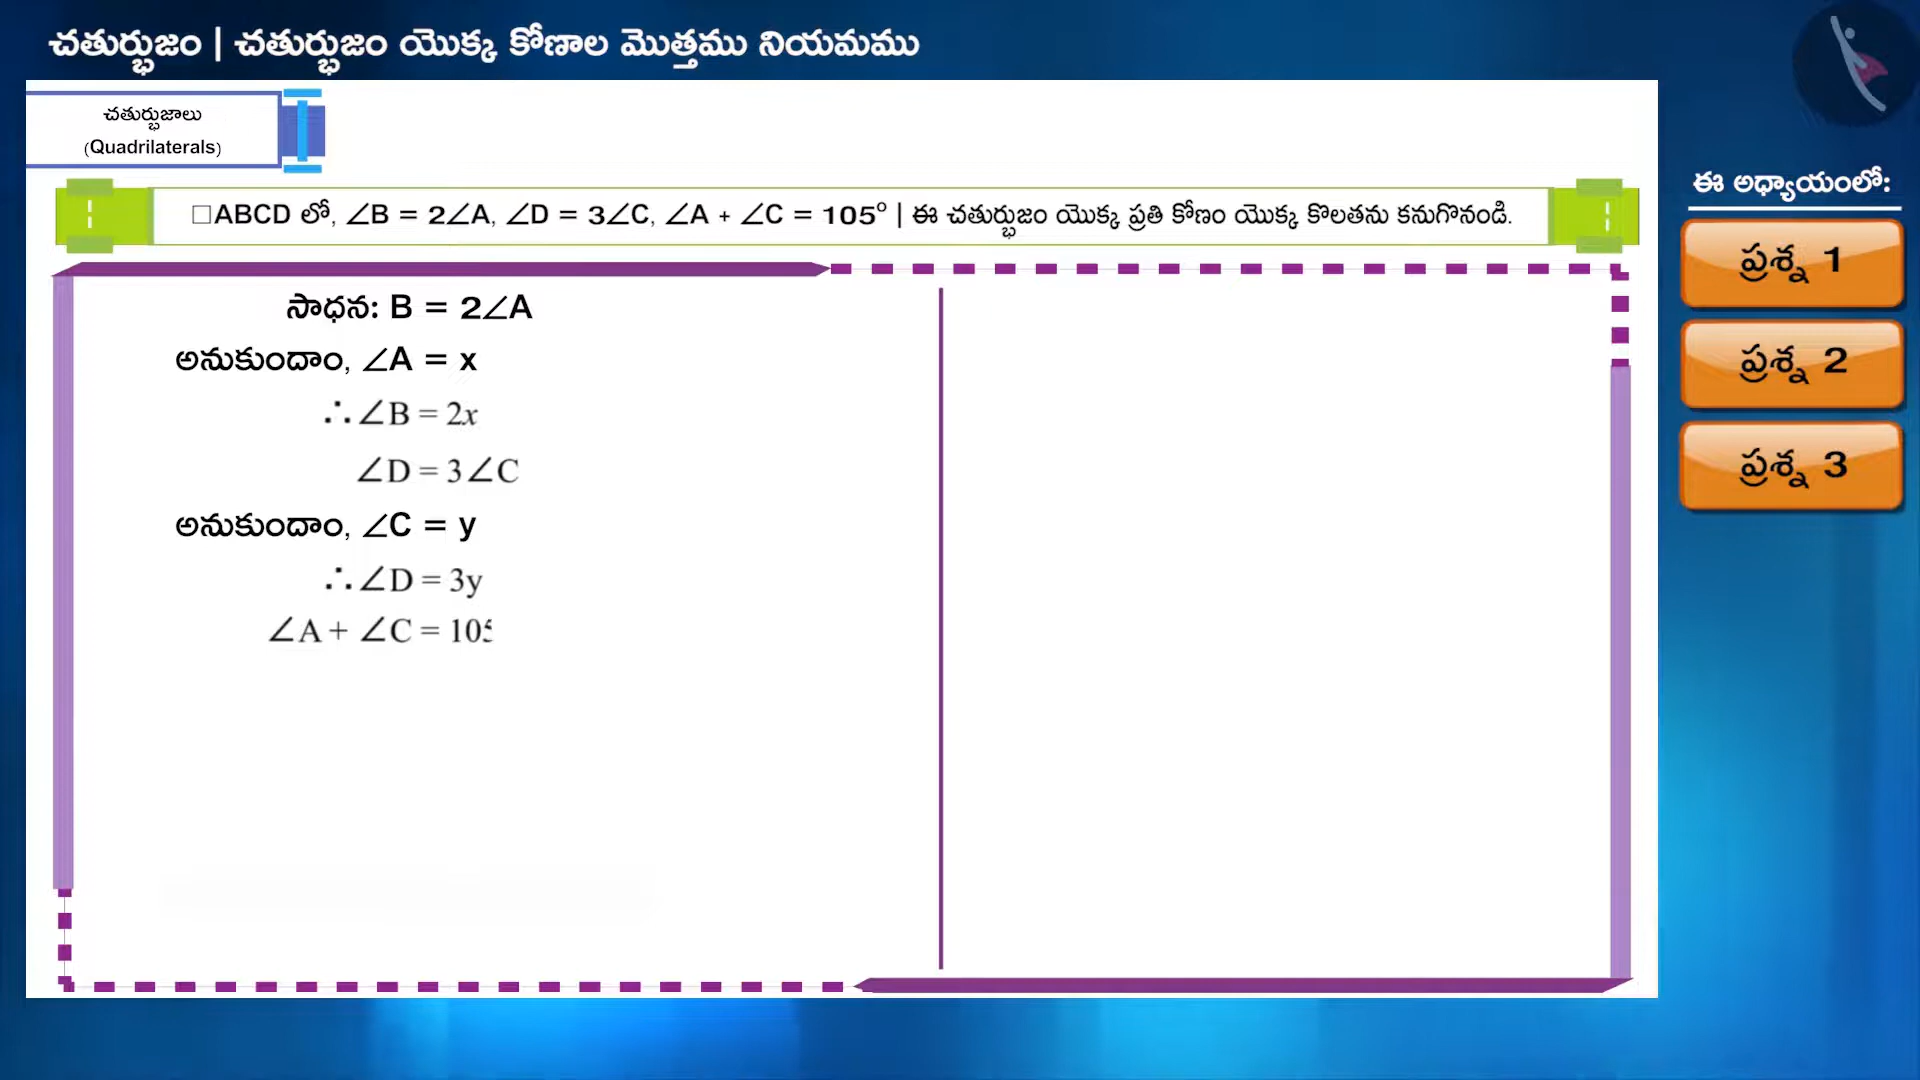 చతుర్భుజం | చతుర్భుజం యొక్క కోణాల మొత్తము నియమము
చతుర్భుజాలు
(Quadrilaterals)
□ABCD లో, ∠B = 2∠A, ∠D = 3∠C, ∠A + ∠C = 105° | ఈ చతుర్భుజం యొక్క ప్రతి కోణం యొక్క కొలతను కనుగొనండి.
సాధన: B = 2∠A
అనుకుందాం, ∠A = x
∴ ∠B = 2x
∠D = 3∠C
అనుకుందాం, ∠C = y
∴ ∠D = 3y
∠A + ∠C = 105
ఈ అధ్యాయంలో:
ప్రశ్న 1
ప్రశ్న 2
ప్రశ్న 3